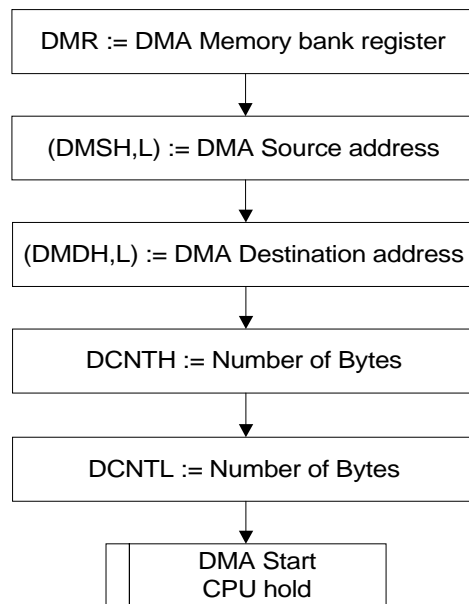 DMR := DMA Memory bank register
(DMSH,L) := DMA Source address
(DMDH,L) := DMA Destination address
DCNTH := Number of Bytes
DCNTL := Number of Bytes
DMA Start
CPU hold